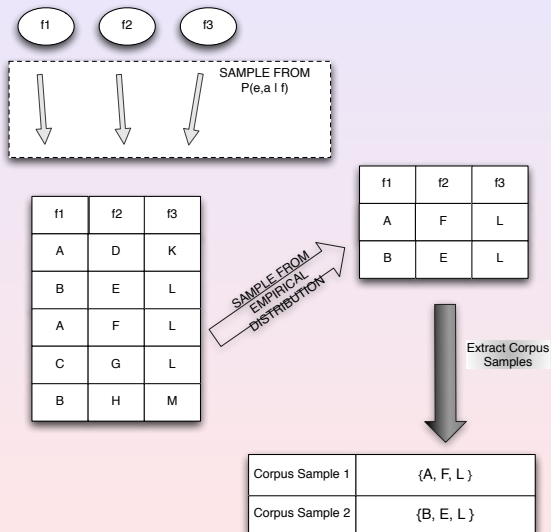 f1 f2 f3
SAMPLE FROM
P(e,a | f)
f1 f2 f3
A D K
B E L
A F L
C G L
B H M
SAMPLE FROM
EMPIRICAL
DISTRIBUTION
f1 f2 f3
A F L
B E L
Extract Corpus
Samples
Corpus Sample 1 {A, F, L }
Corpus Sample 2 {B, E, L }